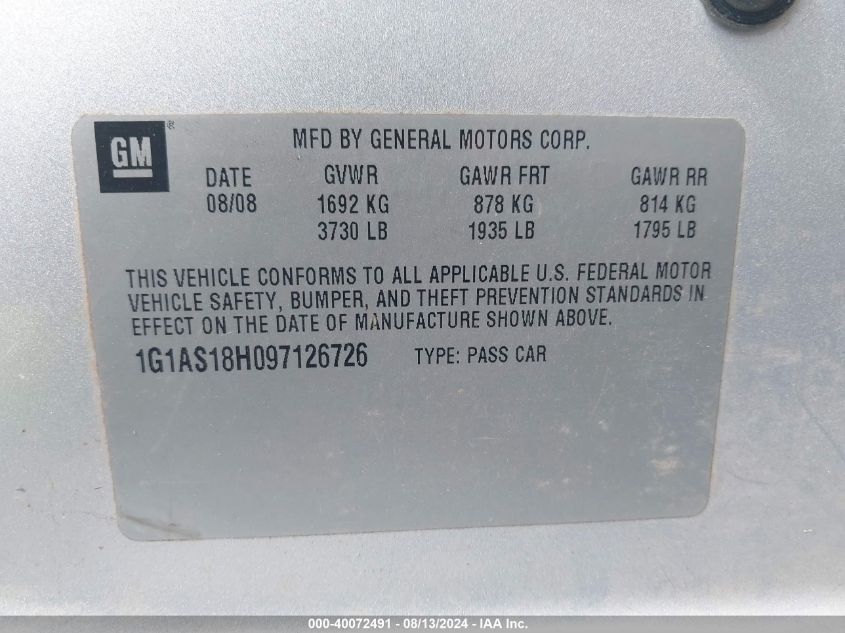 GM ®
MFD BY GENERAL MOTORS CORP.
DATE GVWR GAWR FRT GAWR RR
08/08 1692 KG 878 KG 814 KG
3730 LB 1935 LB 1795 LB
THIS VEHICLE CONFORMS TO ALL APPLICABLE U.S. FEDERAL MOTOR
VEHICLE SAFETY, BUMPER, AND THEFT PREVENTION STANDARDS IN
EFFECT ON THE DATE OF MANUFACTURE SHOWN ABOVE.
1G1AS18H097126726 TYPE: PASS CAR
000-40072491 - 08/13/2024 - IAA Inc.